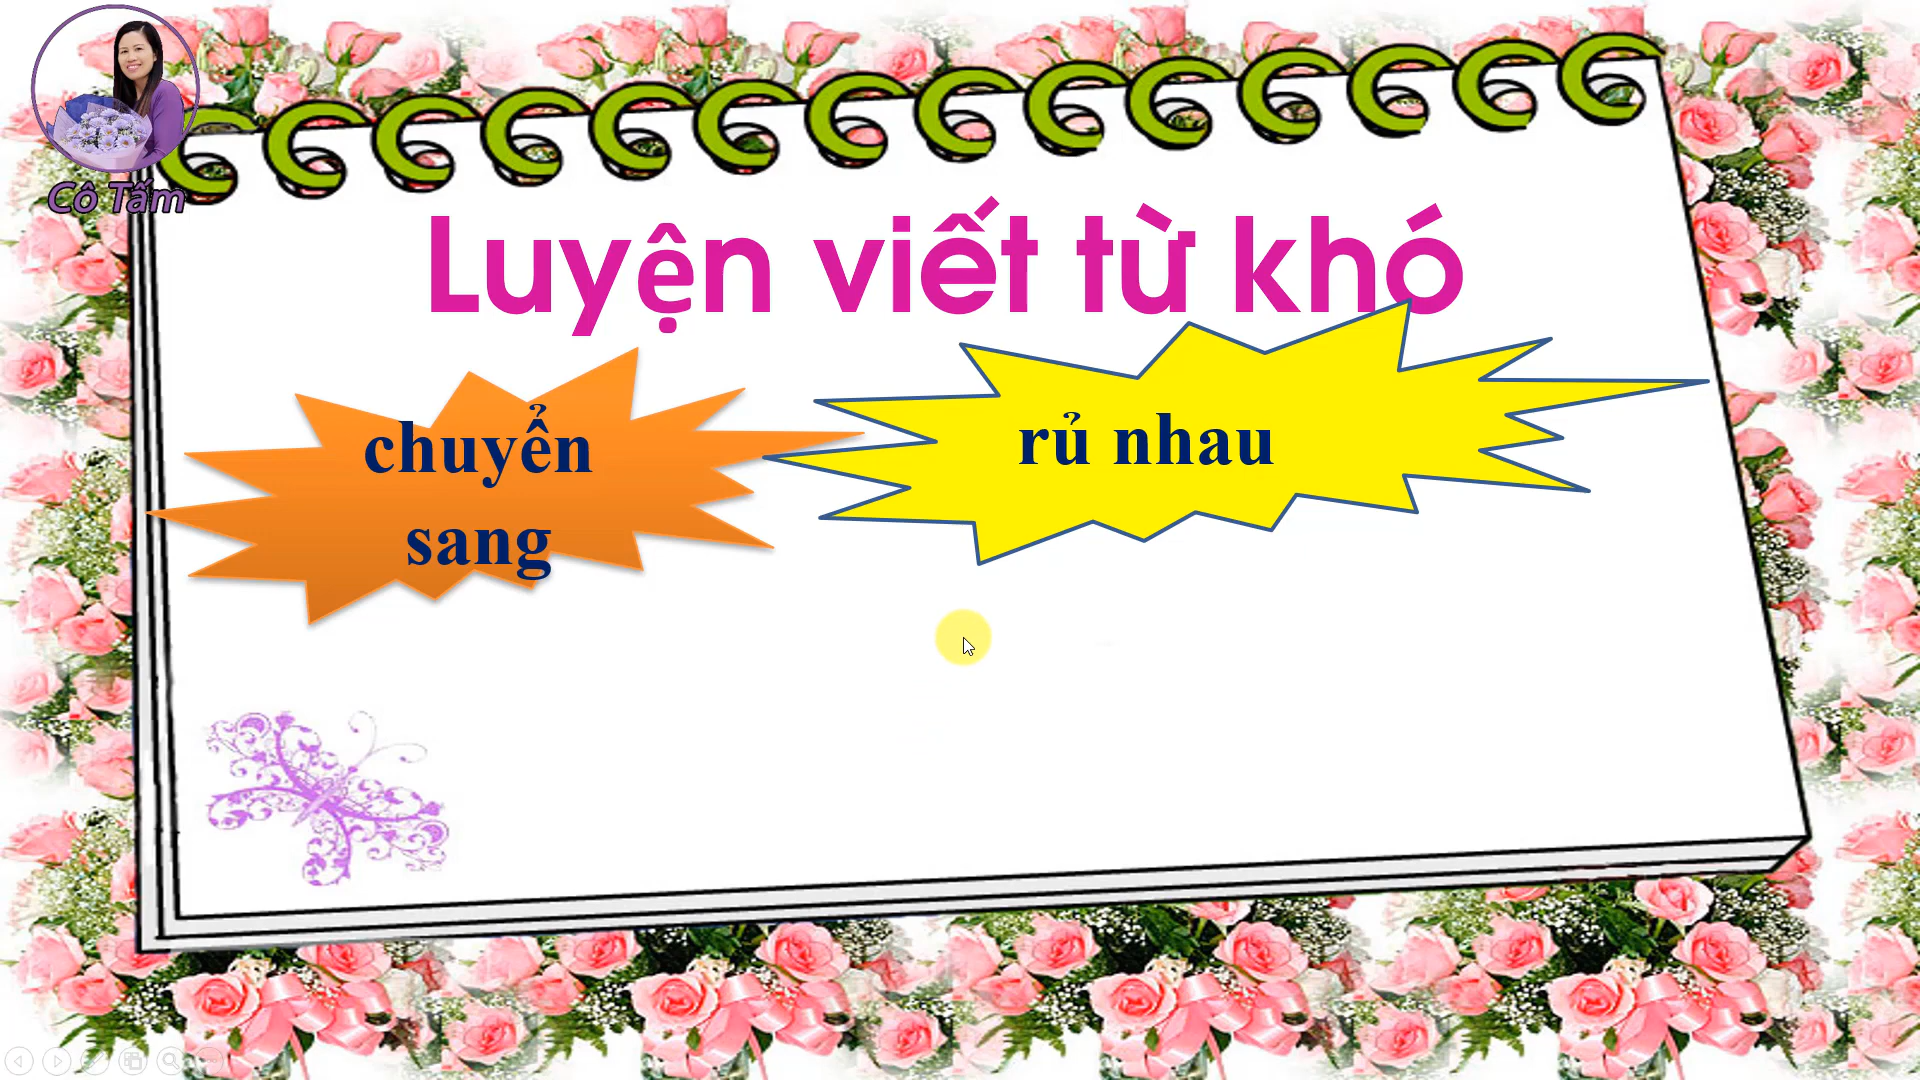 Cô Tấm
Luyện viết từ khó
chuyển
sang
rủ nhau